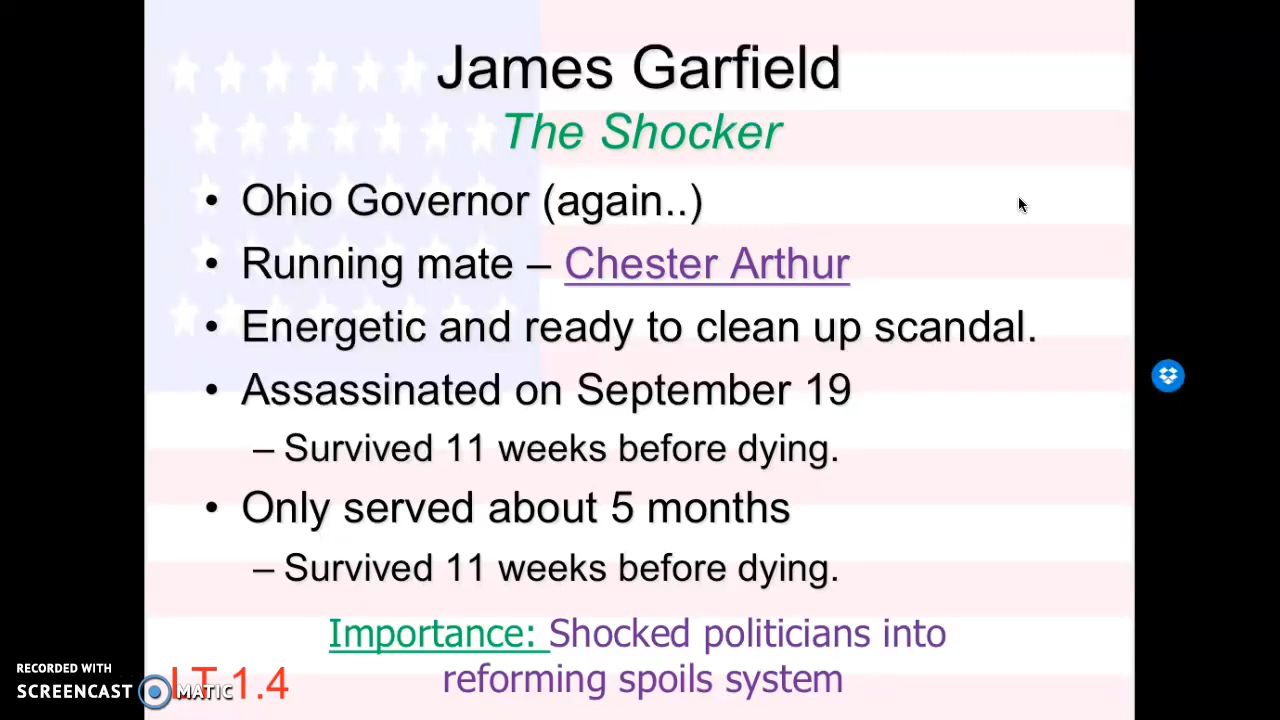 James Garfield
The Shocker
• Ohio Governor (again..)
• Running mate – Chester Arthur
• Energetic and ready to clean up scandal.
• Assassinated on September 19
– Survived 11 weeks before dying.
• Only served about 5 months
– Survived 11 weeks before dying.
Importance: Shocked politicians into
reforming spoils system
LT 1.4
RECORDED WITH
SCREENCAST MATIC